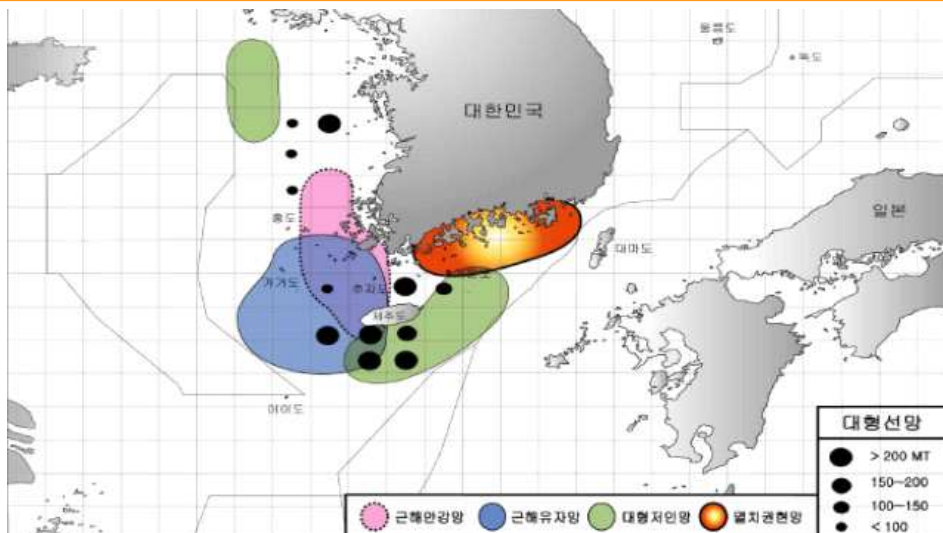 울릉도
독도
대한민국
일본
홍도
대마도
가거도
추자도
제주도
이어도
대형선망
> 200 MT
150-200
100-150
< 100
근해안강망
근해유자망
대형저인망
멸치권현망